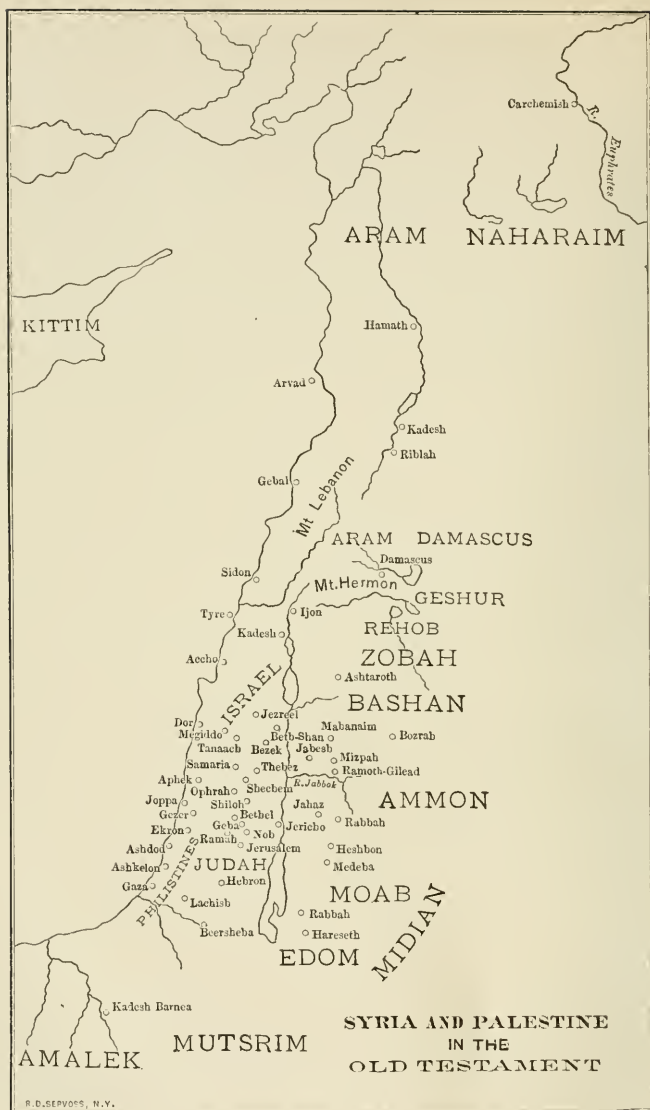 Carchemish
R.
Euphrates
ARAM NAHARAIM
KITTIM
Hamath
Arvad
Kadesh
Riblah
Gebal
Mt Lebanon
ARAM DAMASCUS
Damascus
Sidon
Mt. Hermon
GESHUR
Tyre
Ijon
REHOB
Kadesh
ZOBAH
Accho
Ashtaroth
ISRAEL
BASHAN
Jezreel
Dor
Megiddo
Mahanaim
Bozrah
Tanaach
Beth-Shan
Bezek
Jabesh
Mizpah
Samaria
Thebez
Ramoth-Gilead
Aphek
Shechem
R. Jabbok
Ophrah
AMMON
Joppa
Shiloh
Jahaz
Gezer
Bethel
Rabbah
Geba
Jericho
Ekron
Nob
Ramah
Jerusalem
Heshbon
Ashdod
JUDAH
Medeba
Ashkelon
Hebron
Gaza
PHILISTINES
MOAB
Lachish
Rabbah
MIDIAN
Beersheba
Hareseth
EDOM
Kadesh Barnea
SYRIA AND PALESTINE
IN THE
OLD TESTAMENT
MUTSRIM
AMALEK
R.D.SERVOSS, N.Y.